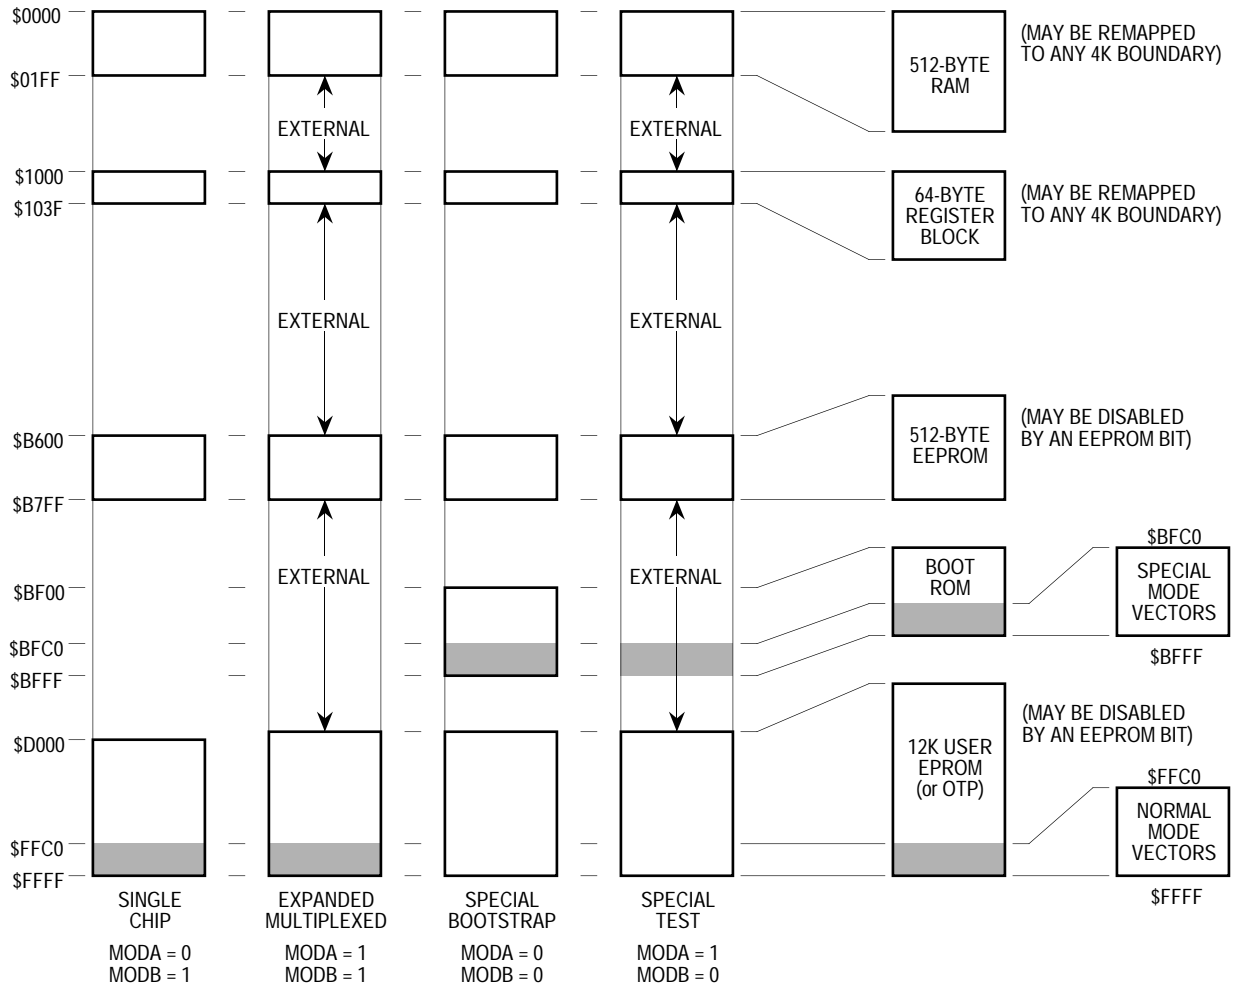 $0000
$01FF
$1000
$103F
$B600
$B7FF
$BF00
$BFC0
$BFFF
$D000
$FFC0
$FFFF
EXTERNAL
EXTERNAL
EXTERNAL
EXTERNAL
EXTERNAL
EXTERNAL
512-BYTE
RAM
(MAY BE REMAPPED
TO ANY 4K BOUNDARY)
64-BYTE
REGISTER
BLOCK
(MAY BE REMAPPED
TO ANY 4K BOUNDARY)
512-BYTE
EEPROM
(MAY BE DISABLED
BY AN EEPROM BIT)
BOOT
ROM
$BFC0
SPECIAL
MODE
VECTORS
$BFFF
12K USER
EPROM
(or OTP)
(MAY BE DISABLED
BY AN EEPROM BIT)
$FFC0
NORMAL
MODE
VECTORS
$FFFF
SINGLE
CHIP
MODA = 0
MODB = 1
EXPANDED
MULTIPLEXED
MODA = 1
MODB = 1
SPECIAL
BOOTSTRAP
MODA = 0
MODB = 0
SPECIAL
TEST
MODA = 1
MODB = 0